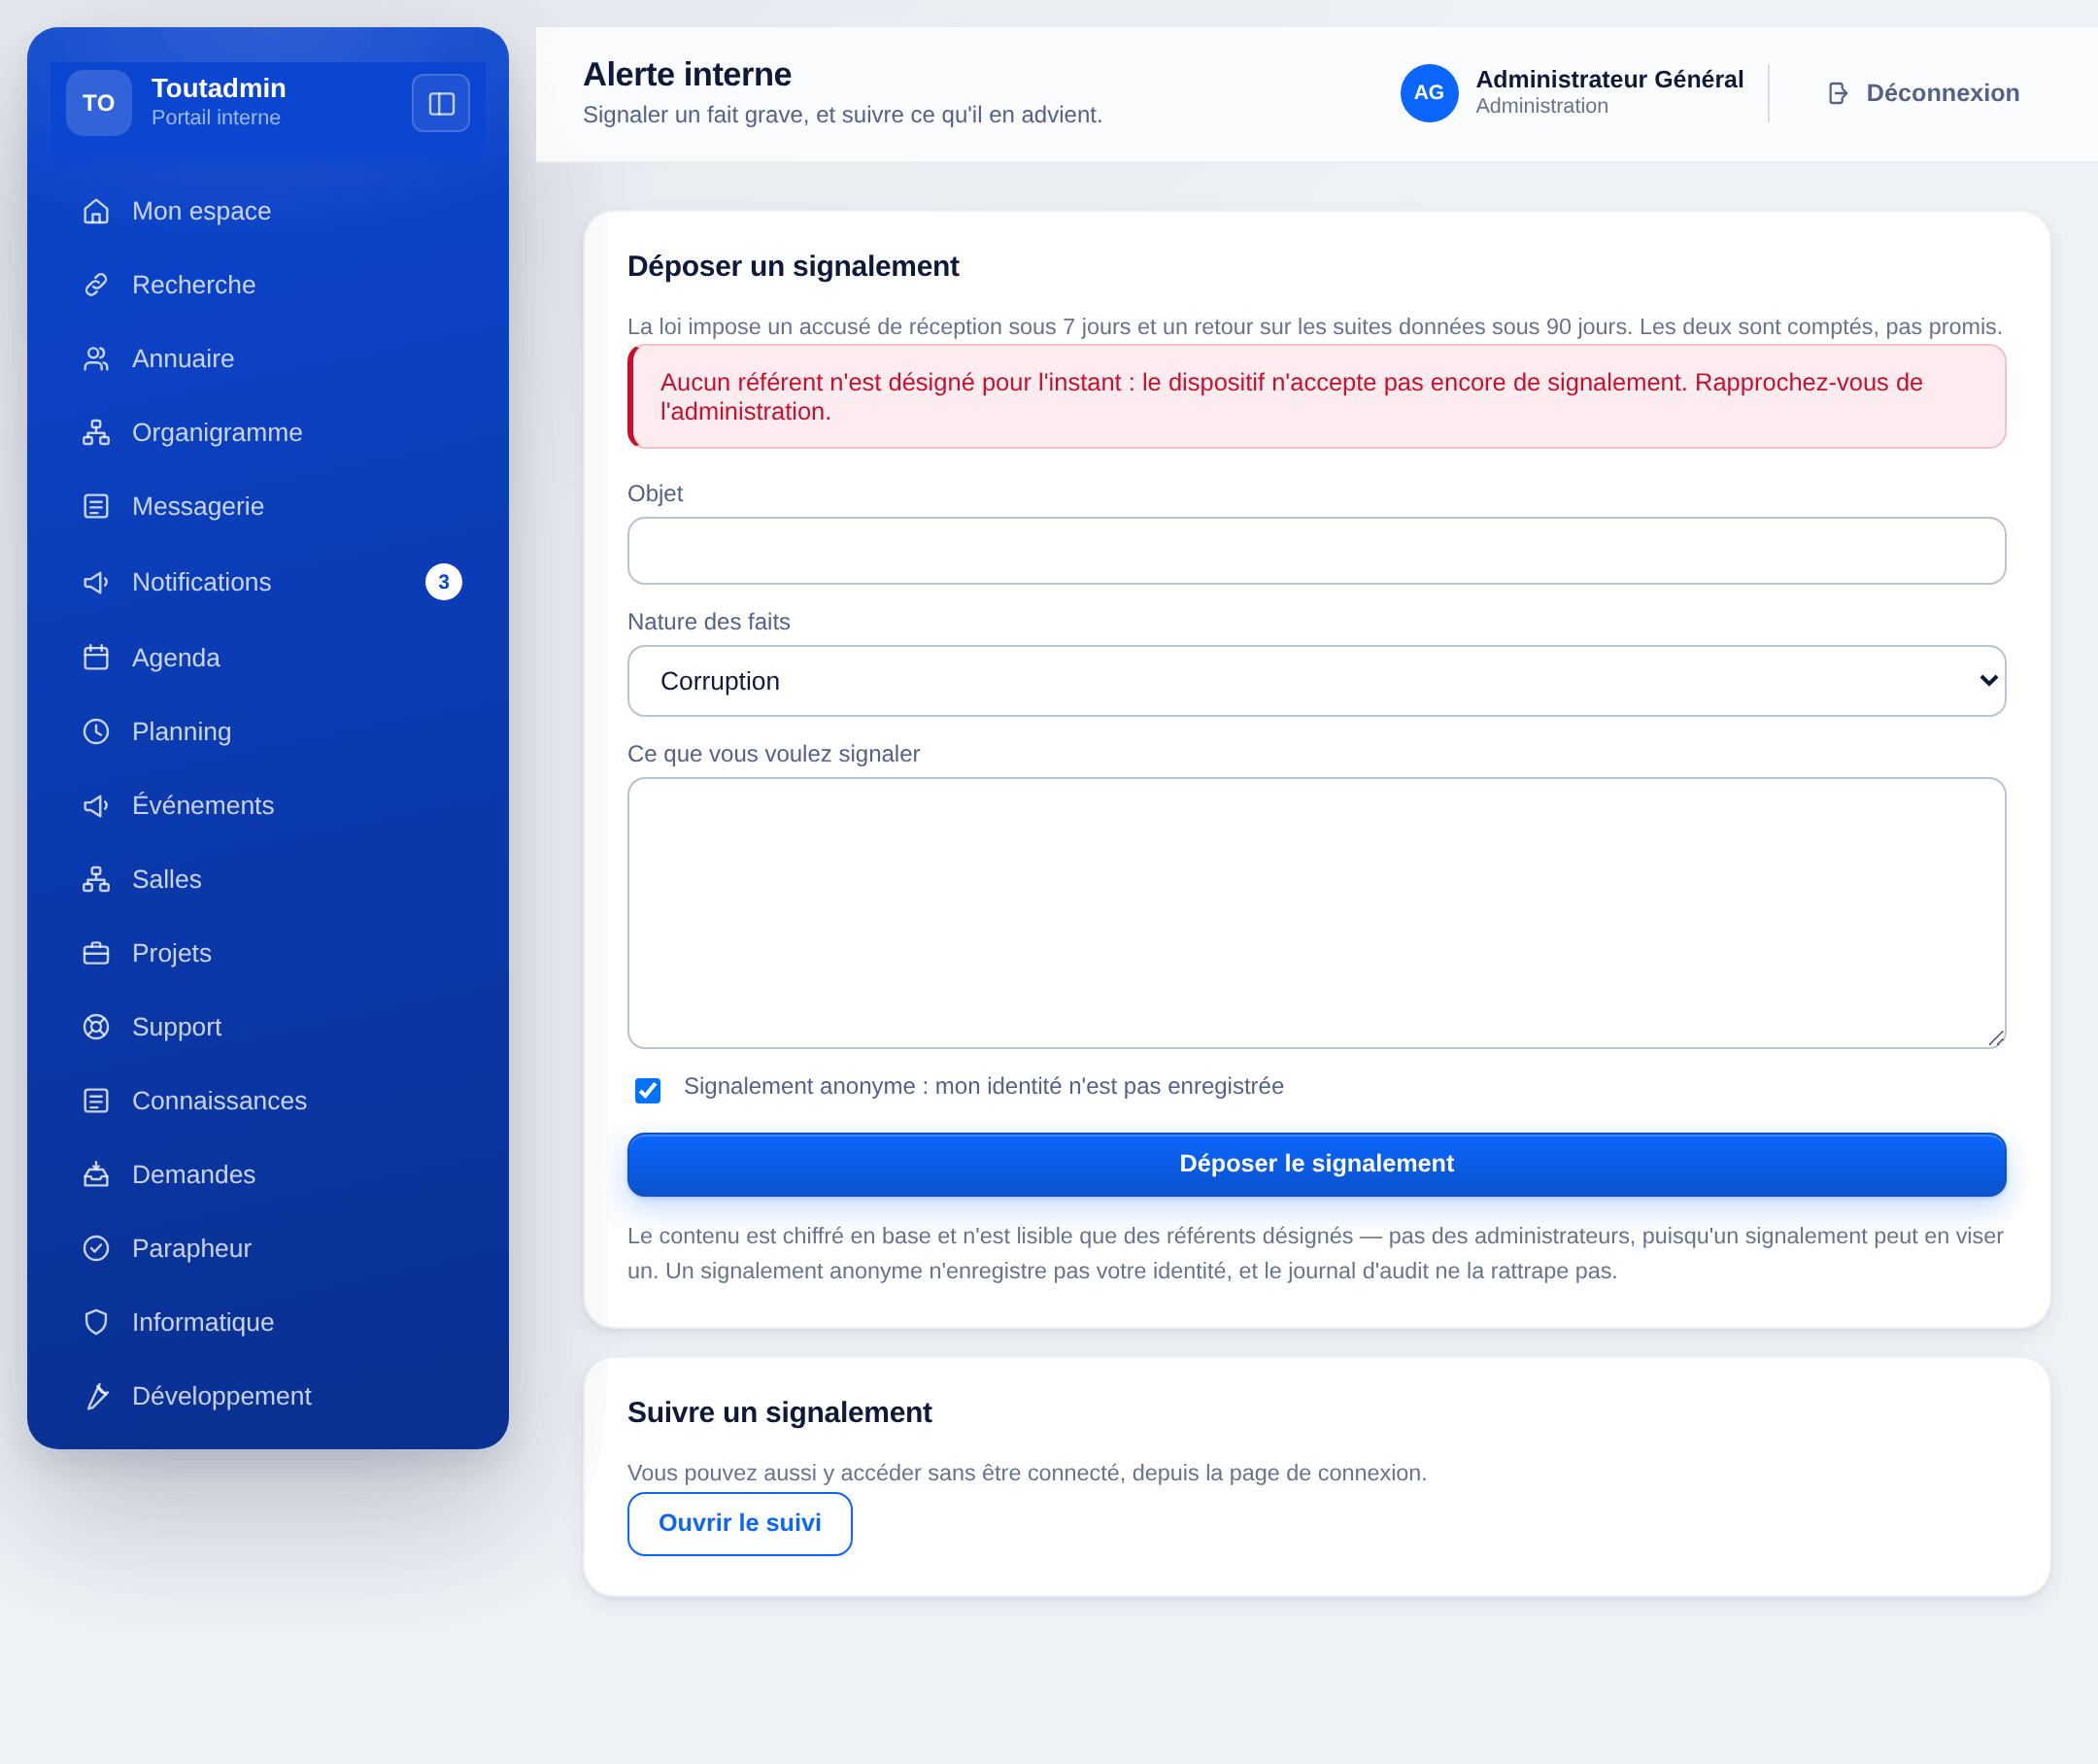 TO
Toutadmin
Portail interne
Mon espace
Recherche
Annuaire
Organigramme
Messagerie
Notifications
3
Agenda
Planning
Événements
Salles
Projets
Support
Connaissances
Demandes
Parapheur
Informatique
Développement
Alerte interne
Signaler un fait grave, et suivre ce qu'il en advient.
AG
Administrateur Général
Administration
Déconnexion
Déposer un signalement
La loi impose un accusé de réception sous 7 jours et un retour sur les suites données sous 90 jours. Les deux sont comptés, pas promis.
Aucun référent n'est désigné pour l'instant : le dispositif n'accepte pas encore de signalement. Rapprochez-vous de
l'administration.
Objet
Nature des faits
Corruption
Ce que vous voulez signaler
Signalement anonyme : mon identité n'est pas enregistrée
Déposer le signalement
Le contenu est chiffré en base et n'est lisible que des référents désignés — pas des administrateurs, puisqu'un signalement peut en viser
un. Un signalement anonyme n'enregistre pas votre identité, et le journal d'audit ne la rattrape pas.
Suivre un signalement
Vous pouvez aussi y accéder sans être connecté, depuis la page de connexion.
Ouvrir le suivi